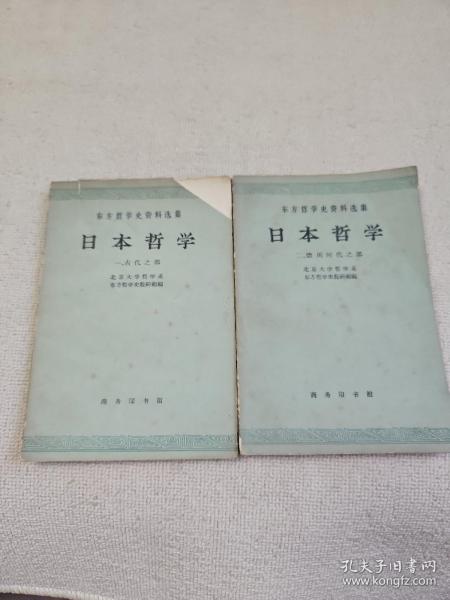 东方哲学史资料选集
日本哲学
一、古代之部
北京大学哲学系
东方哲学史教研组编
商务印书馆
东方哲学史资料选集
日本哲学
二、德川时代之部
北京大学哲学系
东方哲学史教研组编
商务印书馆
孔夫子旧书网
www.kongfz.com